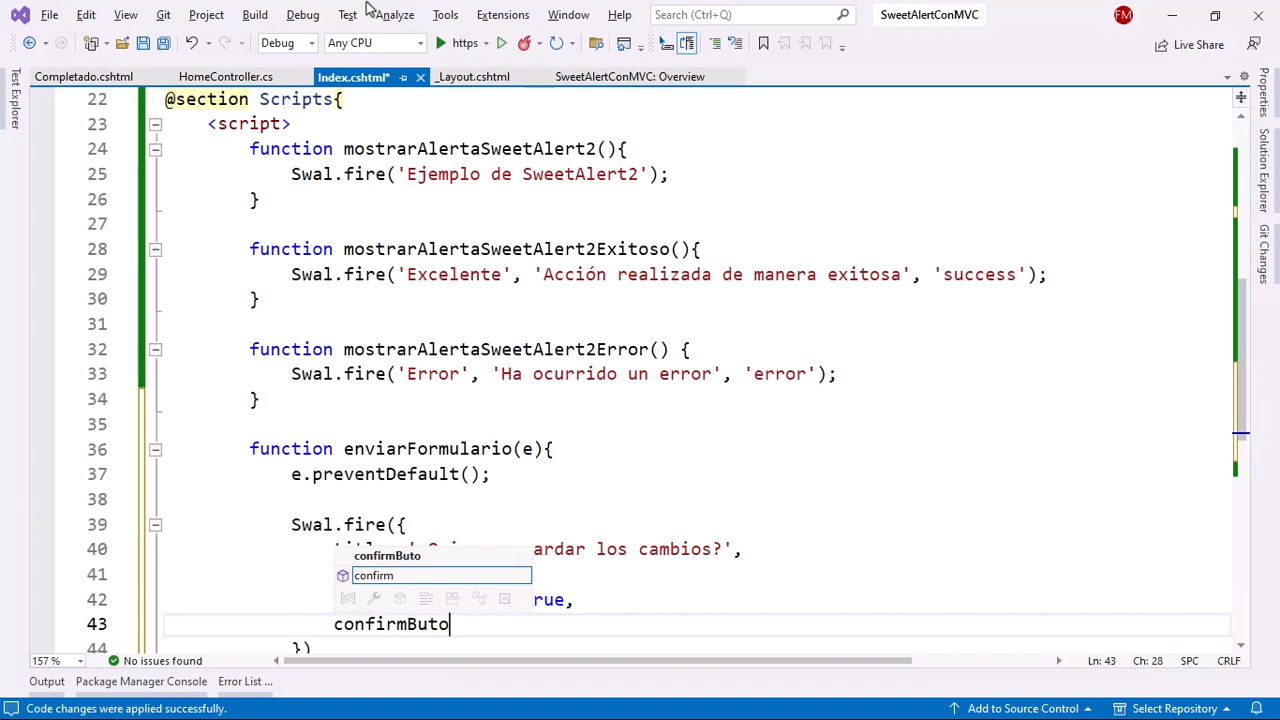 File Edit View Git Project Build Debug Test Analyze Tools Extensions Window Help Search (Ctrl+Q) SweetAlertConMVC FM
Debug Any CPU https Live Share
Completado.cshtml HomeController.cs Index.cshtml* _Layout.cshtml SweetAlertConMVC: Overview
Test Explorer
Properties
Solution Explorer
Git Changes
22 @section Scripts{
23 <script>
24 function mostrarAlertaSweetAlert2(){
25 Swal.fire('Ejemplo de SweetAlert2');
26 }
27
28 function mostrarAlertaSweetAlert2Exitoso(){
29 Swal.fire('Excelente', 'Acción realizada de manera exitosa', 'success');
30 }
31
32 function mostrarAlertaSweetAlert2Error() {
33 Swal.fire('Error', 'Ha ocurrido un error', 'error');
34 }
35
36 function enviarFormulario(e){
37 e.preventDefault();
38
39 Swal.fire({
40 ardar los cambios?',
confirmButo
41
confirm
42 rue,
43 confirmButo
44 })
157 % No issues found Ln: 43 Ch: 28 SPC CRLF
Output Package Manager Console Error List ...
Code changes were applied successfully. Add to Source Control Select Repository